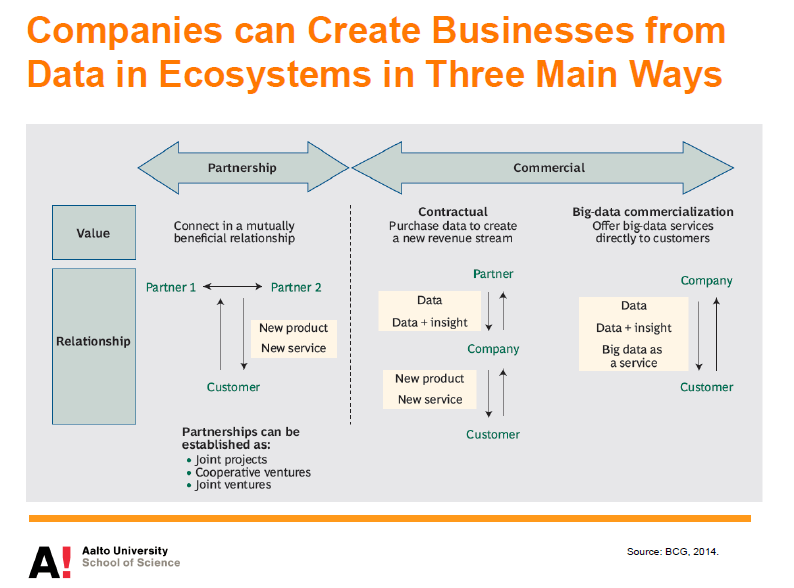 Companies can Create Businesses from
Data in Ecosystems in Three Main Ways
Partnership
Commercial
Value
Connect in a mutually
beneficial relationship
Contractual
Purchase data to create
a new revenue stream
Big-data commercialization
Offer big-data services
directly to customers
Relationship
Partner 1
Partner 2
New product
New service
Customer
Partnerships can be
established as:
• Joint projects
• Cooperative ventures
• Joint ventures
Partner
Data
Data + insight
Company
New product
New service
Customer
Company
Data
Data + insight
Big data as
a service
Customer
A!
Aalto University
School of Science
Source: BCG, 2014.